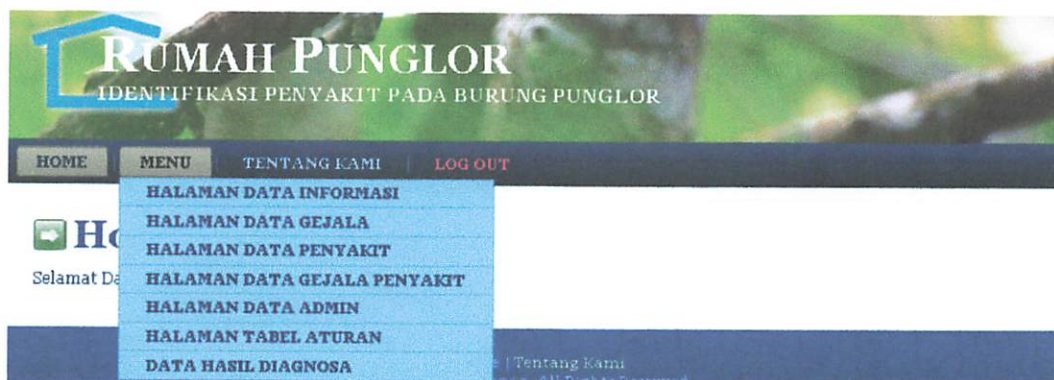 RUMAH PUNGLOR
IDENTIFIKASI PENYAKIT PADA BURUNG PUNGLOR
HOME | MENU | TENTANG KAMI | LOG OUT
HALAMAN DATA INFORMASI
HALAMAN DATA GEJALA
HALAMAN DATA PENYAKIT
HALAMAN DATA GEJALA PENYAKIT
HALAMAN DATA ADMIN
HALAMAN TABEL ATURAN
DATA HASIL DIAGNOSA
Selamat
| Tentang Kami